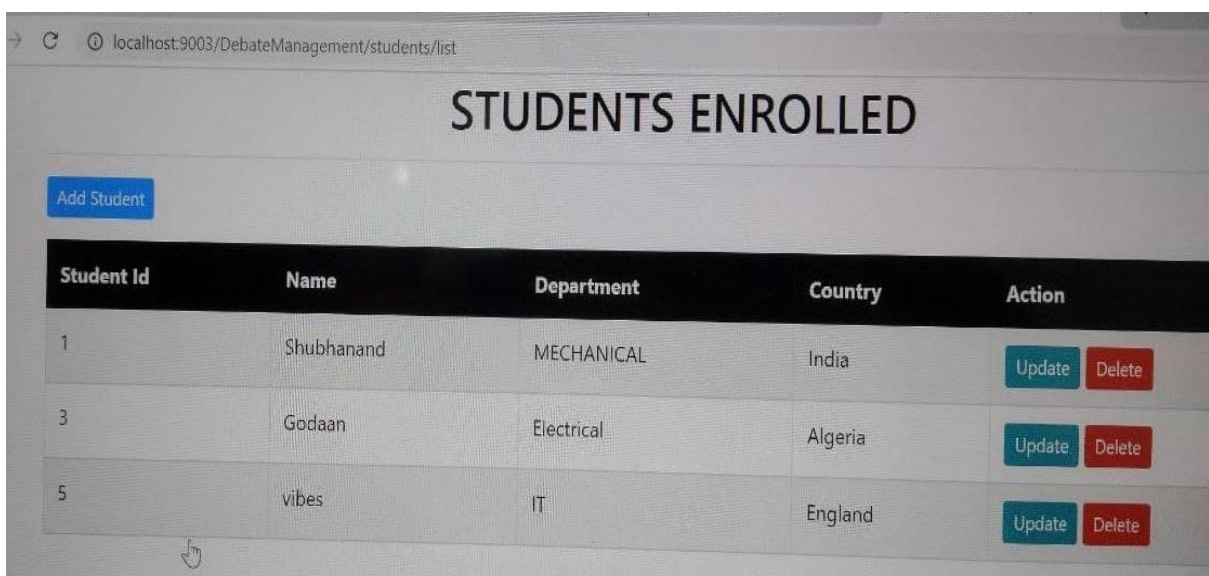 localhost:9003/DebateManagement/students/list
STUDENTS ENROLLED
Add Student
Student Id Name Department Country Action
1 Shubhanand MECHANICAL India Update Delete
3 Godaan Electrical Algeria Update Delete
5 vibes IT England Update Delete